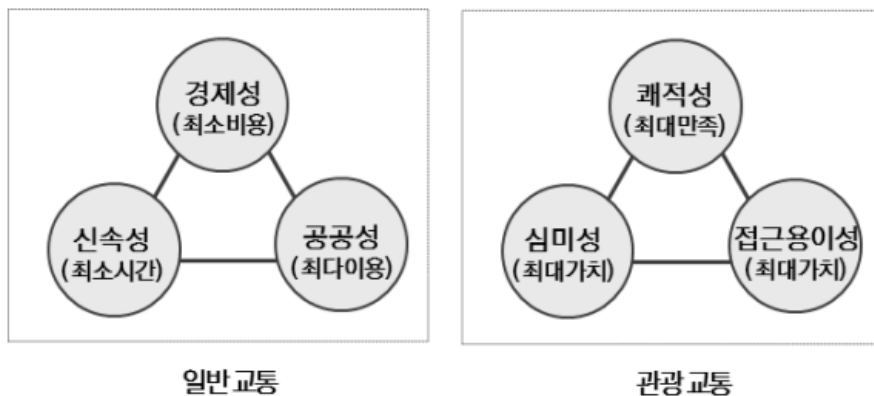 경제성
(최소비용)
신속성
(최소시간)
공공성
(최다이용)
일반 교통
쾌적성
(최대만족)
심미성
(최대가치)
접근용이성
(최대가치)
관광 교통